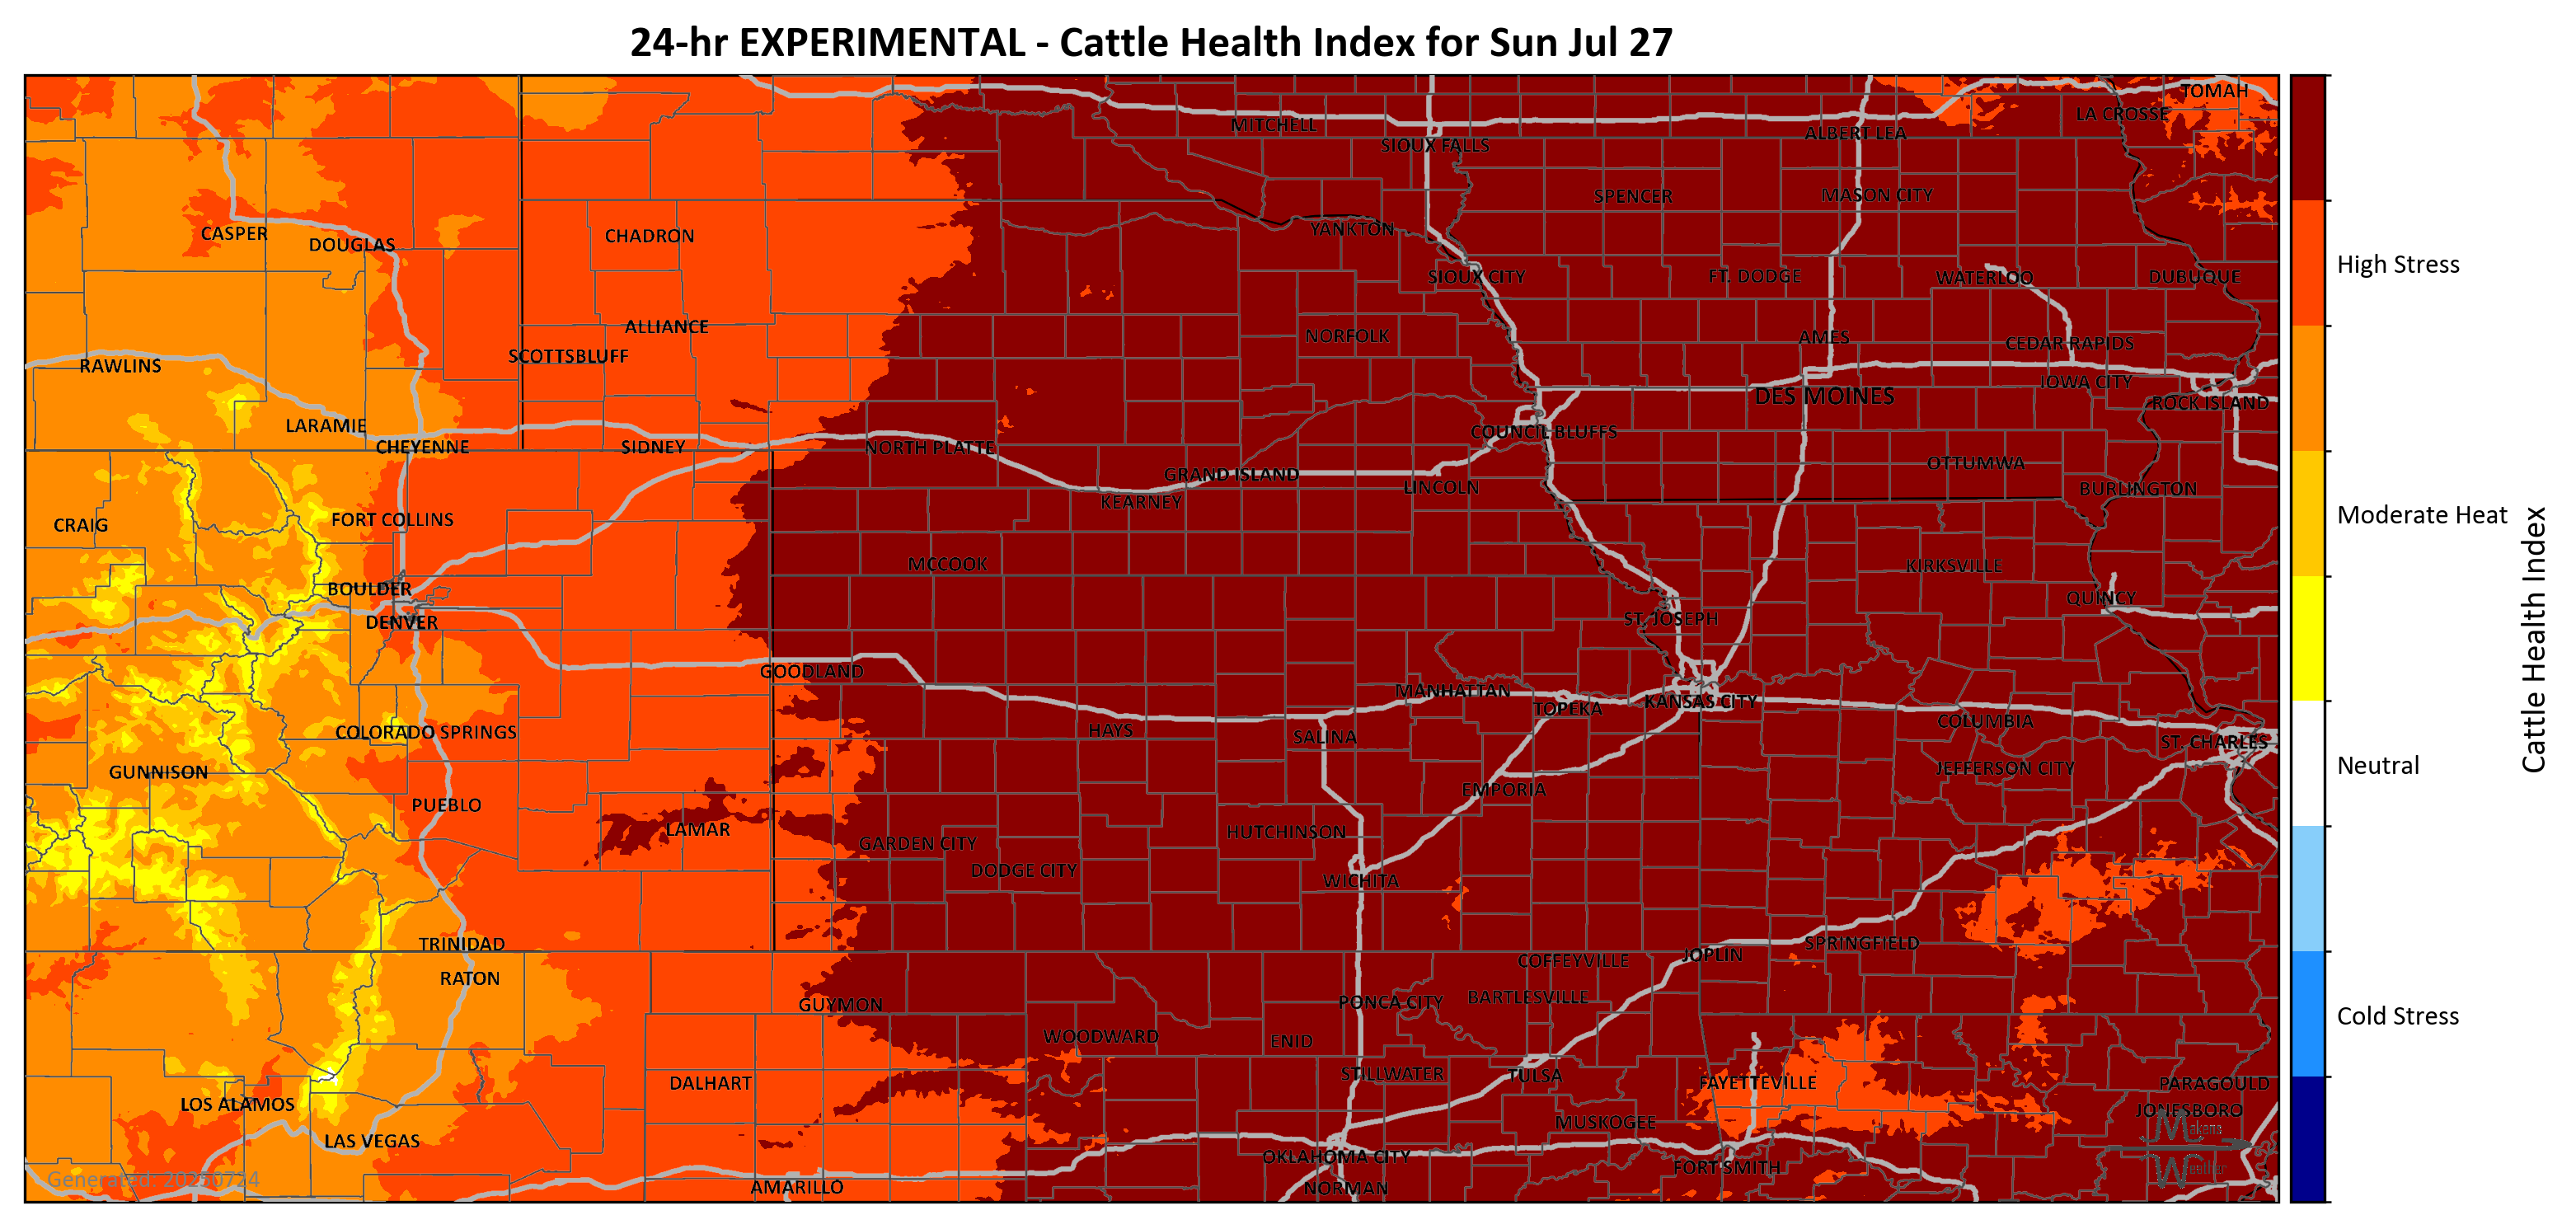 24-hr EXPERIMENTAL - Cattle Health Index for Sun Jul 27
TOMAH
LA CROSSE
MITCHELL
ALBERT LEA
SIOUX FALLS
SPENCER
MASON CITY
YANKTON
CASPER
CHADRON
DOUGLAS
High Stress
SIOUX CITY
FT. DODGE
WATERLOO
DUBUQUE
ALLIANCE
NORFOLK
AMES
CEDAR RAPIDS
SCOTTSBLUFF
RAWLINS
IOWA CITY
DES MOINES
ROCK ISLAND
LARAMIE
COUNCIL BLUFFS
CHEYENNE
SIDNEY
NORTH PLATTE
OTTUMWA
GRAND ISLAND
LINCOLN
BURLINGTON
KEARNEY
Moderate Heat
CRAIG
FORT COLLINS
MCCOOK
KIRKSVILLE
BOULDER
QUINCY
DENVER
ST. JOSEPH
Cattle Health Index
GOODLAND
MANHATTAN
KANSAS CITY
TOPEKA
COLUMBIA
COLORADO SPRINGS
HAYS
SALINA
ST. CHARLES
GUNNISON
JEFFERSON CITY
Neutral
EMPORIA
PUEBLO
LAMAR
HUTCHINSON
GARDEN CITY
DODGE CITY
WICHITA
TRINIDAD
SPRINGFIELD
JOPLIN
COFFEYVILLE
RATON
GUYMON
PONCA CITY
BARTLESVILLE
Cold Stress
WOODWARD
ENID
STILLWATER
TULSA
DALHART
FAYETTEVILLE
PARAGOULD
LOS ALAMOS
JONESBORO
MUSKOGEE
Makens
LAS VEGAS
OKLAHOMA CITY
FORT SMITH
Weather
Generated: 20250724
AMARILLO
NORMAN